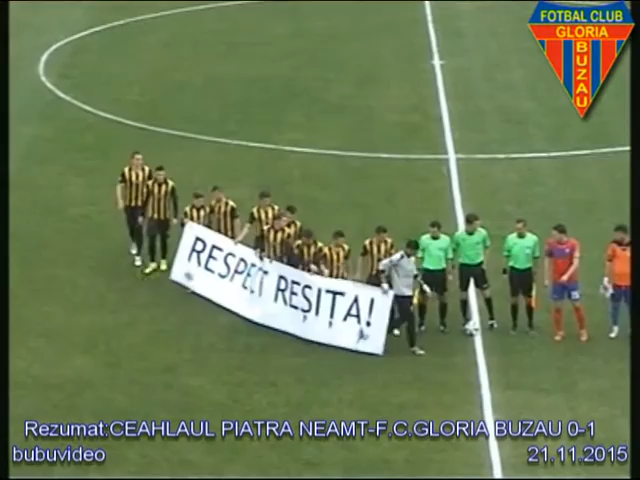 FOTBAL CLUB
GLORIA
BUZAU
RESPECT REȘIȚA!
Rezumat:CEAHLAUL PIATRA NEAMT-F.C.GLORIA BUZAU 0-1
bubuvideo
21.11.2015